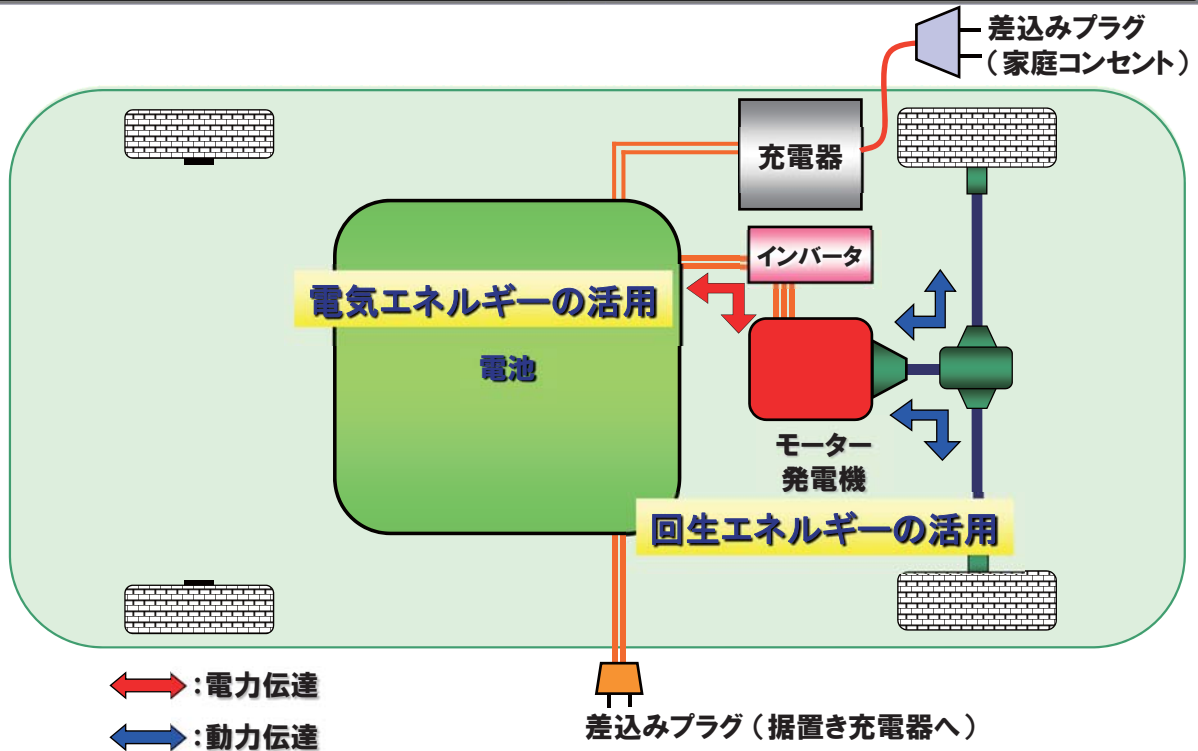 差込みプラグ
（家庭コンセント）
充電器
インバータ
電気エネルギーの活用
電池
モーター
発電機
回生エネルギーの活用
:電力伝達
差込みプラグ（据置き充電器へ）
:動力伝達